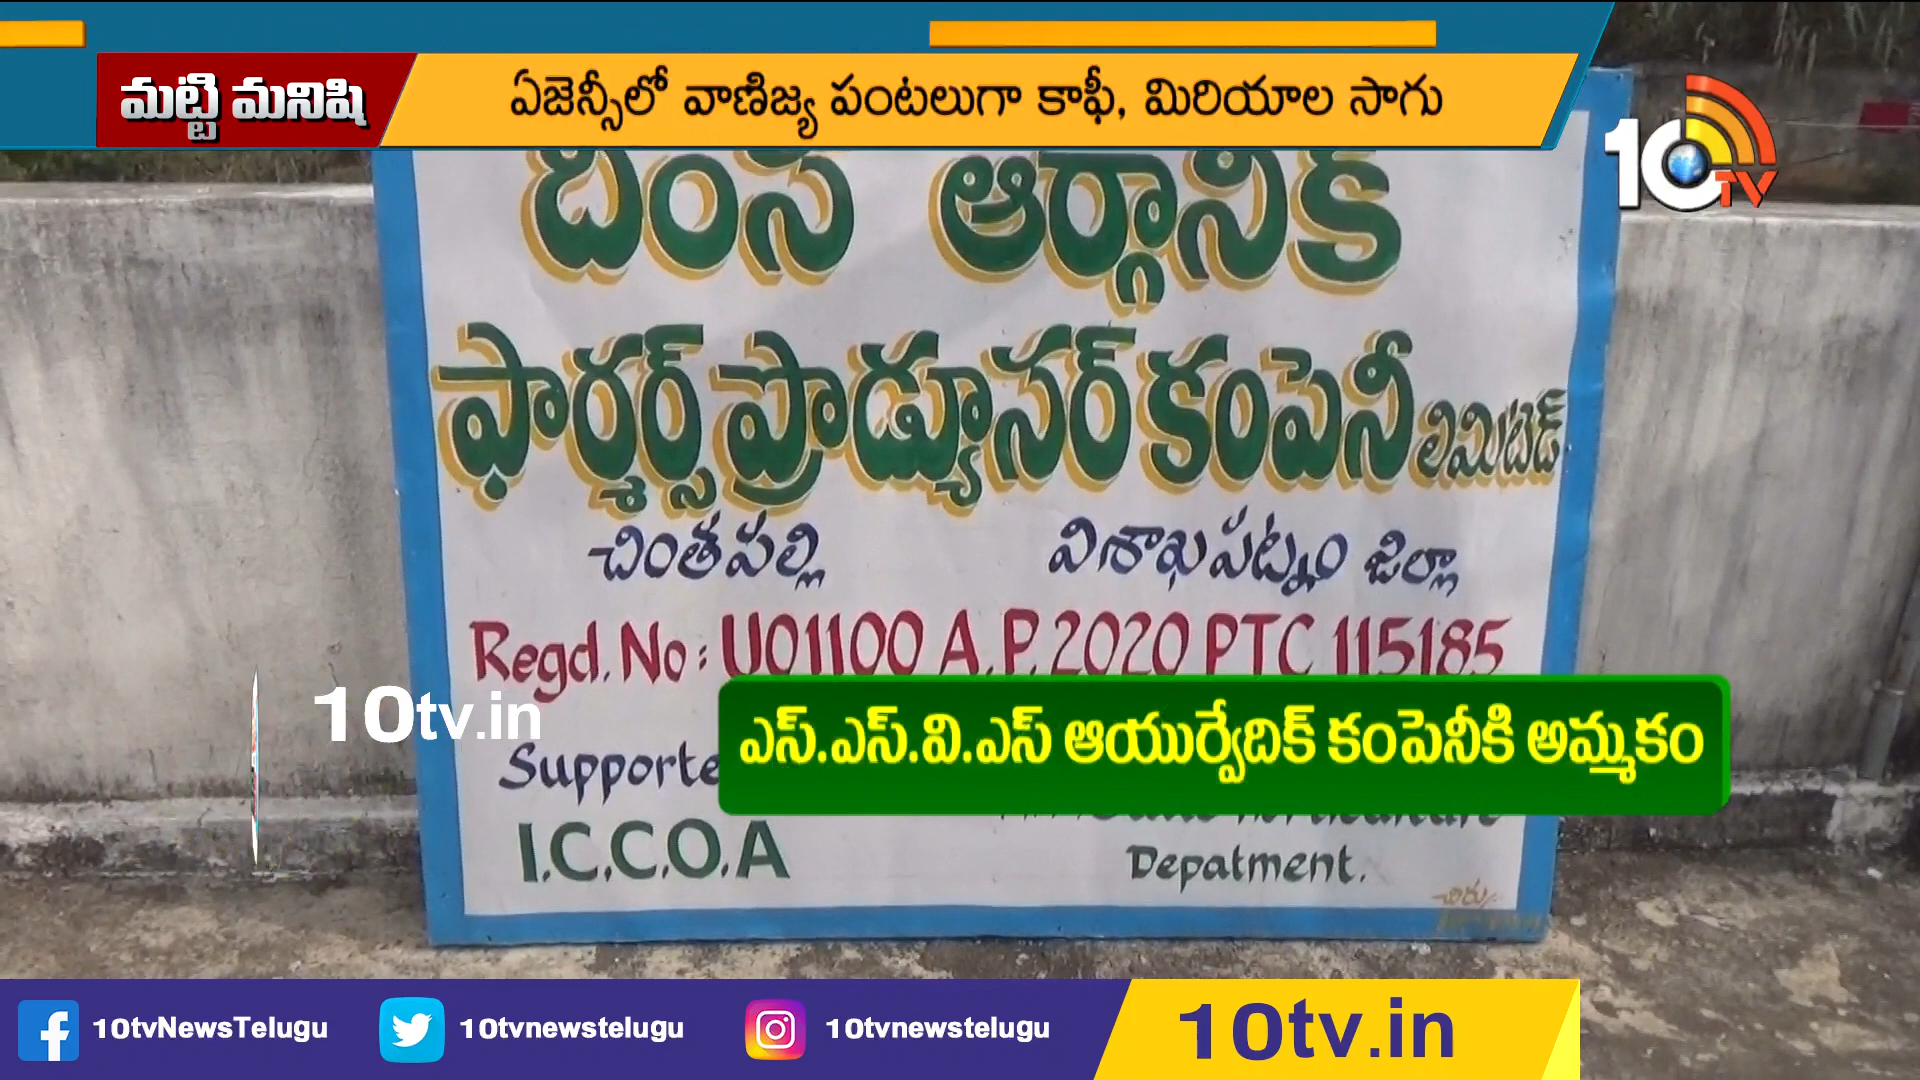 మట్టి మనిషి
ఏజెన్సీలో వాణిజ్య పంటలుగా కాఫీ, మిరియాల సాగు
10TV
ఆర్గానిక్
ఫార్మర్స్ ప్రొడ్యూసర్ కంపెనీ లిమిటెడ్
చింతపల్లి విశాఖపట్నం జిల్లా
Regd. No: U01100 A.P. 2020 PTC 115185
10tv.in
ఎస్.ఎస్.వి.ఎస్ ఆయుర్వేదిక్ కంపెనీకి అమ్మకం
Supporte
I.C.C.O.A
Depatment.
10tvNewsTelugu 10tvnewstelugu 10tvnewstelugu 10tv.in